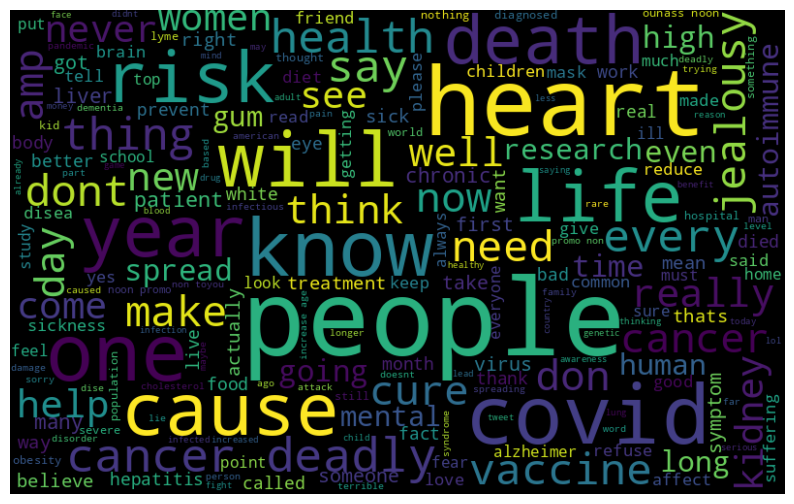 face
didnt
put
pandemic
lyme
never
women
friend
nothing
diagnosed
ounass noon
may
brain
right
mind
health
death
high
something
got
tell
thought
please
children
mask
work
much
deadly
trying
amp
risk
top
diet
say
heart
jealousy
liver
prevent
see
real
made
money
dementia
gum
adult
less
ill
reason
autoimmune
kid
read
sick
pain
world
saying
thing
body
american
getting
will
well
research
even
better
school
eye
based
drug
chronic
rare
reduce
already
part
new
white
want
benefit
dont
patient
blood
now
life
hospital
man
level
disea
infectious
think
first
give
promo non
died
study
day
year
know
always
every
must
said
yes
non toyou
need
mean
home
caused
noon promo
spread
look
treatment
keep
healthy
take
everyone
bad
time
common
family
country
come
make
actually
increase age
people
really
sure
thats
sickness
infection
longer
genetic
thinking
today
feel
live
maybe
virus
awareness
cancer
lol
damage
one
going
month
don
human
sorry
dise
food
cholesterol
ago
attack
doesnt
thank
good
kidney
help
population
cause
still
cure
lead
spreading
covid
symptom
suffering
many
lie
mental
tweet
lung
far
way
disorder
severe
infected
increased
fact
syndrome
word
serious
obesity
cancer
deadly
child
alzheimer
refuse
long
person
fight
point
someone
fear
vaccine
affect
believe
hepatitis
called
terrible
love